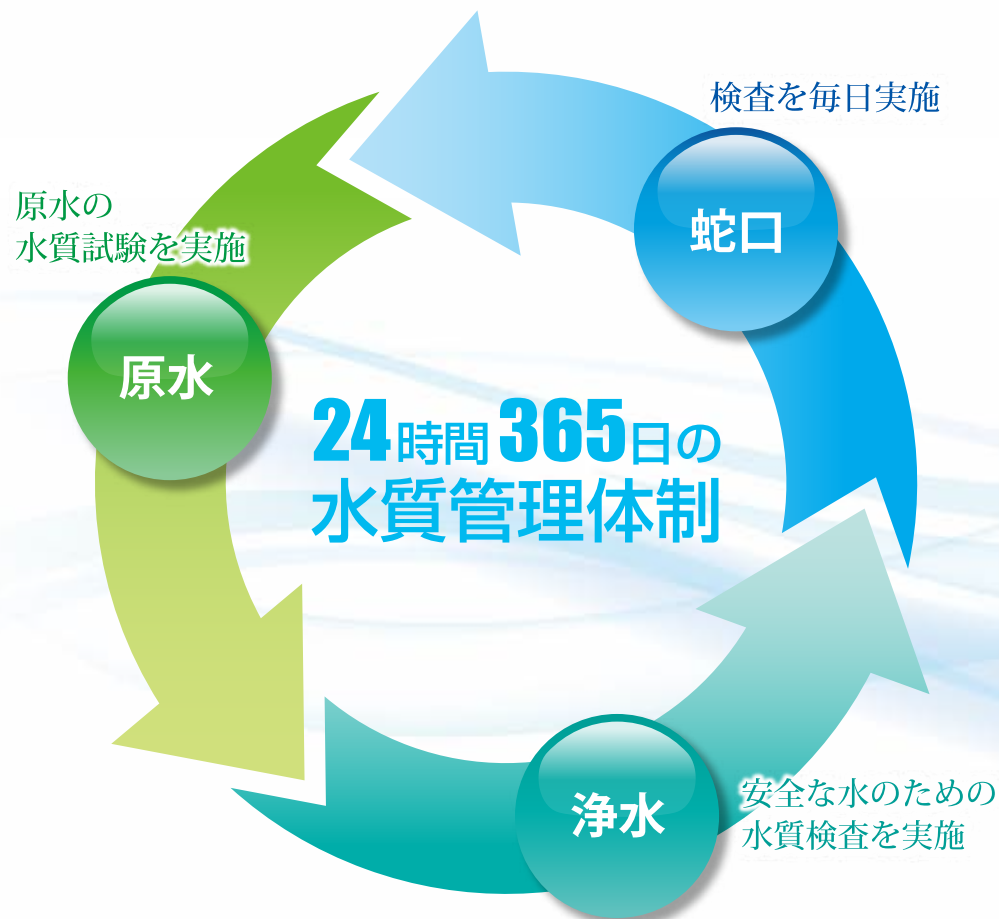 検査を毎日実施
蛇口
原水の
水質試験を実施
原水
24時間365日の
水質管理体制
浄水
安全な水のための
水質検査を実施